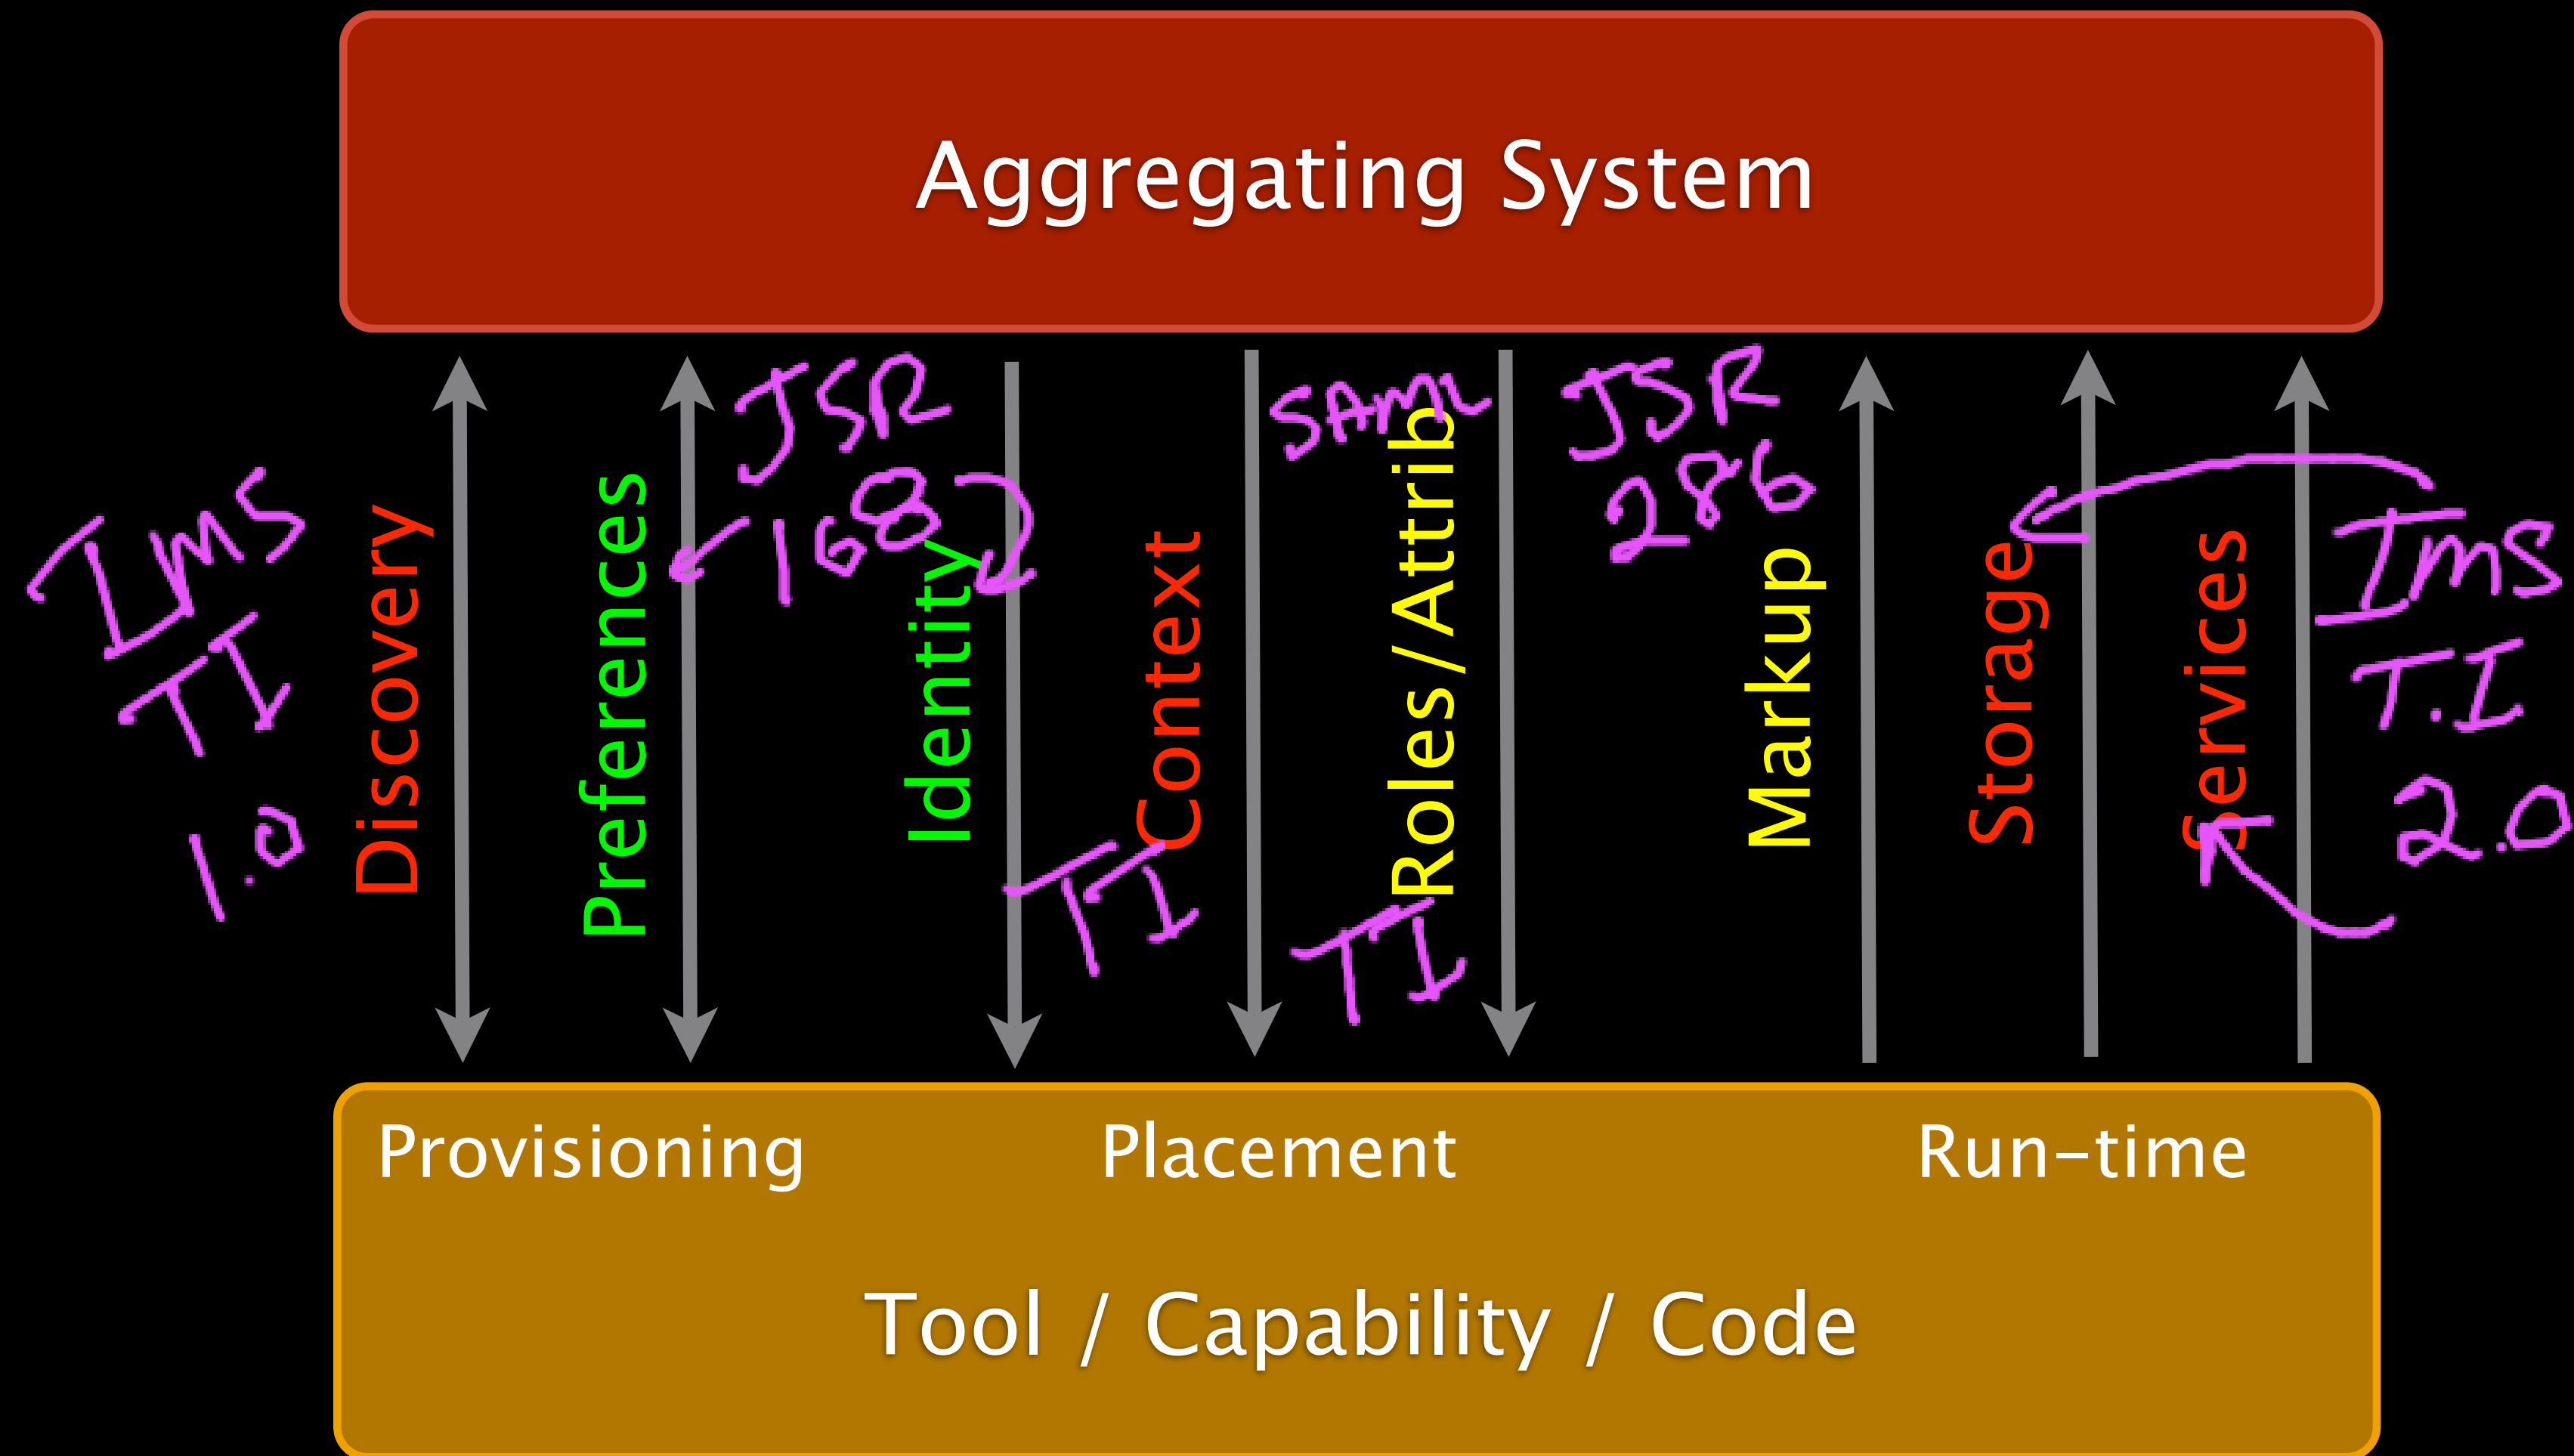 Aggregating System
IMS
TI
1.0
Discovery
Preferences
JSR
168
Identity
Context
TI
SAML
Roles/Attrib
TI
JSR
286
Markup
Storage
Services
IMS
T.I
2.0
Provisioning
Placement
Run-time
Tool / Capability / Code